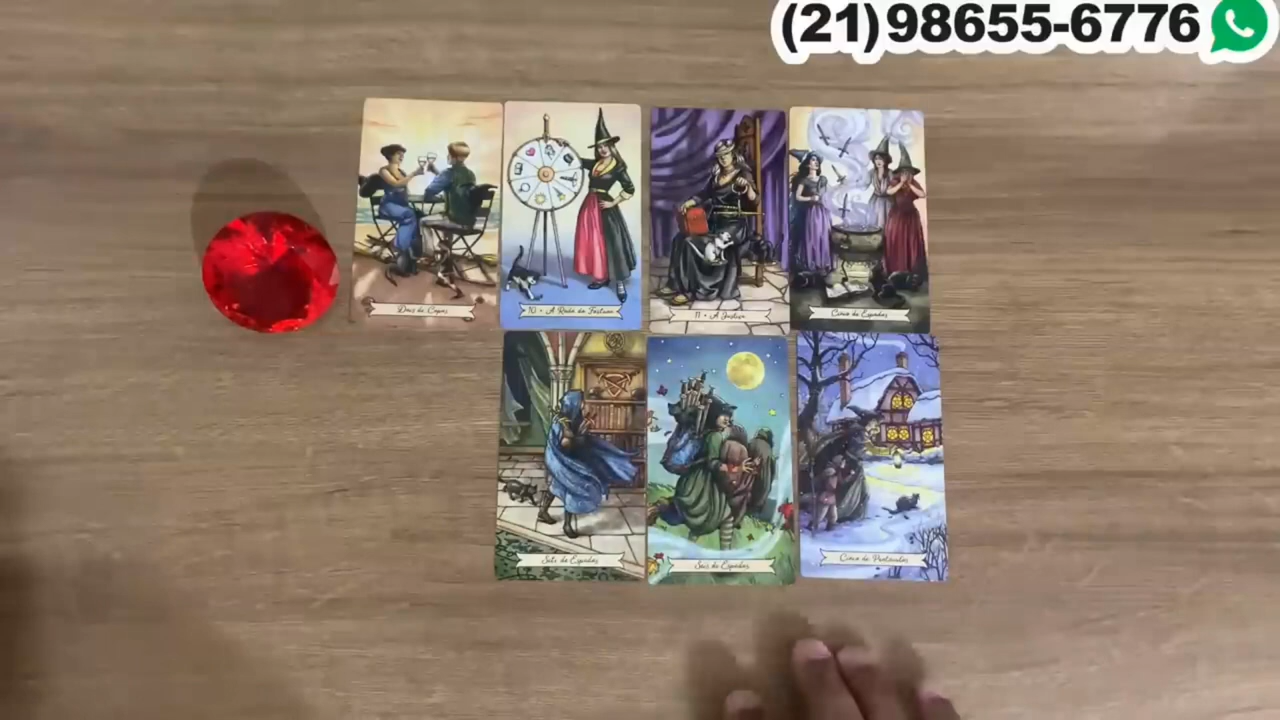 (21)98655-6776
Dois de Copas
10 • A Roda da Fortuna
11 • A Justiça
Cinco de Espadas
Sete de Espadas
Seis de Espadas
Cinco de Pentáculos